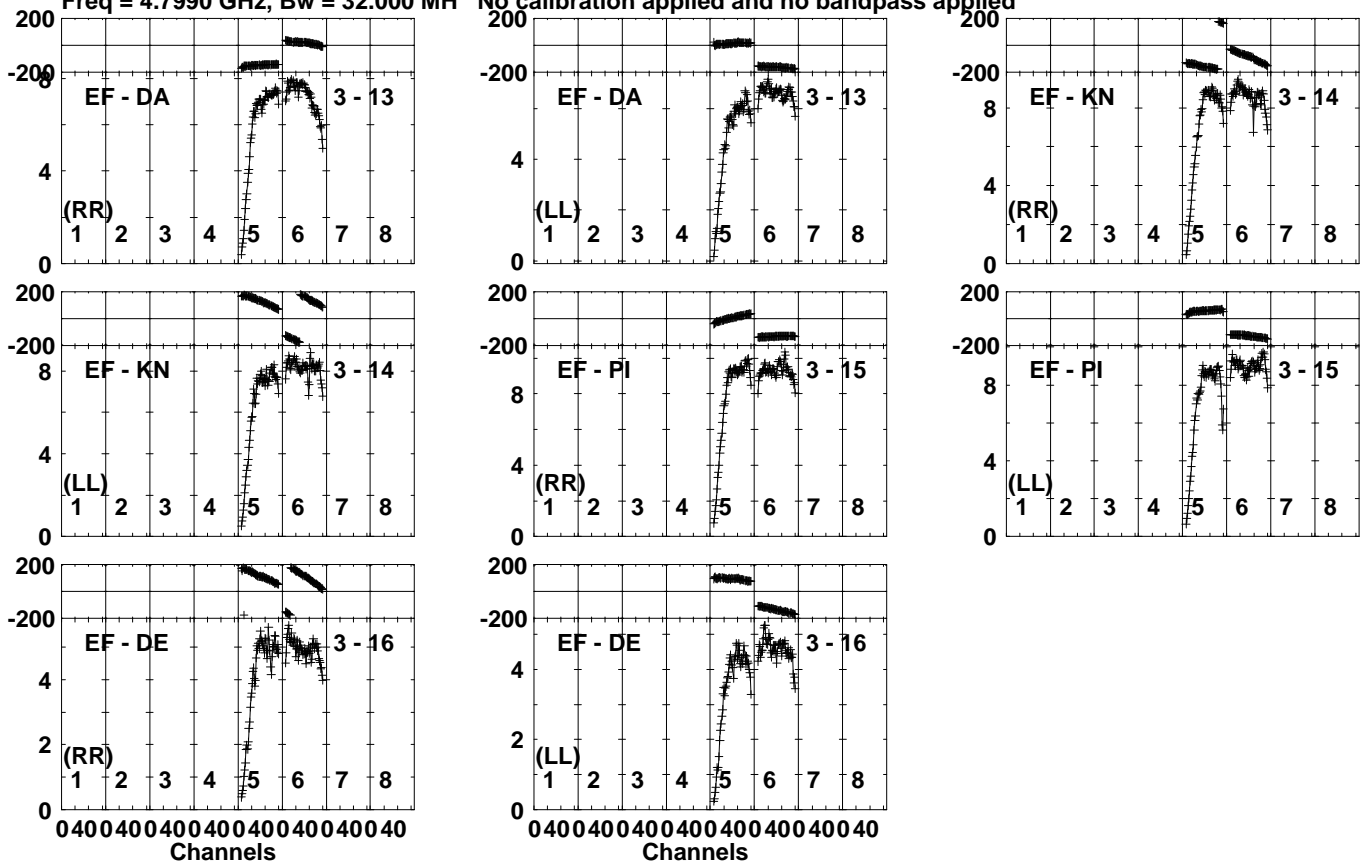 Freq = 4.7990 GHz, Bw = 32.000 MH No calibration applied and no bandpass applied
200
-200
8
4
0
EF - DA 3 - 13
(RR)
1 2 3 4 5 6 7 8
200
-200
4
0
EF - DA 3 - 13
(LL)
1 2 3 4 5 6 7 8
200
-200
8
4
0
EF - KN 3 - 14
(RR)
1 2 3 4 5 6 7 8
200
-200
8
4
0
EF - KN 3 - 14
(LL)
1 2 3 4 5 6 7 8
200
-200
8
4
0
EF - PI 3 - 15
(RR)
1 2 3 4 5 6 7 8
200
-200
8
4
0
EF - PI 3 - 15
(LL)
1 2 3 4 5 6 7 8
200
-200
4
2
0
EF - DE 3 - 16
(RR)
1 2 3 4 5 6 7 8
0 40 0 40 0 40 0 40 0 40 0 40 0 40 0 40
Channels
200
-200
4
2
0
EF - DE 3 - 16
(LL)
1 2 3 4 5 6 7 8
0 40 0 40 0 40 0 40 0 40 0 40 0 40 0 40
Channels